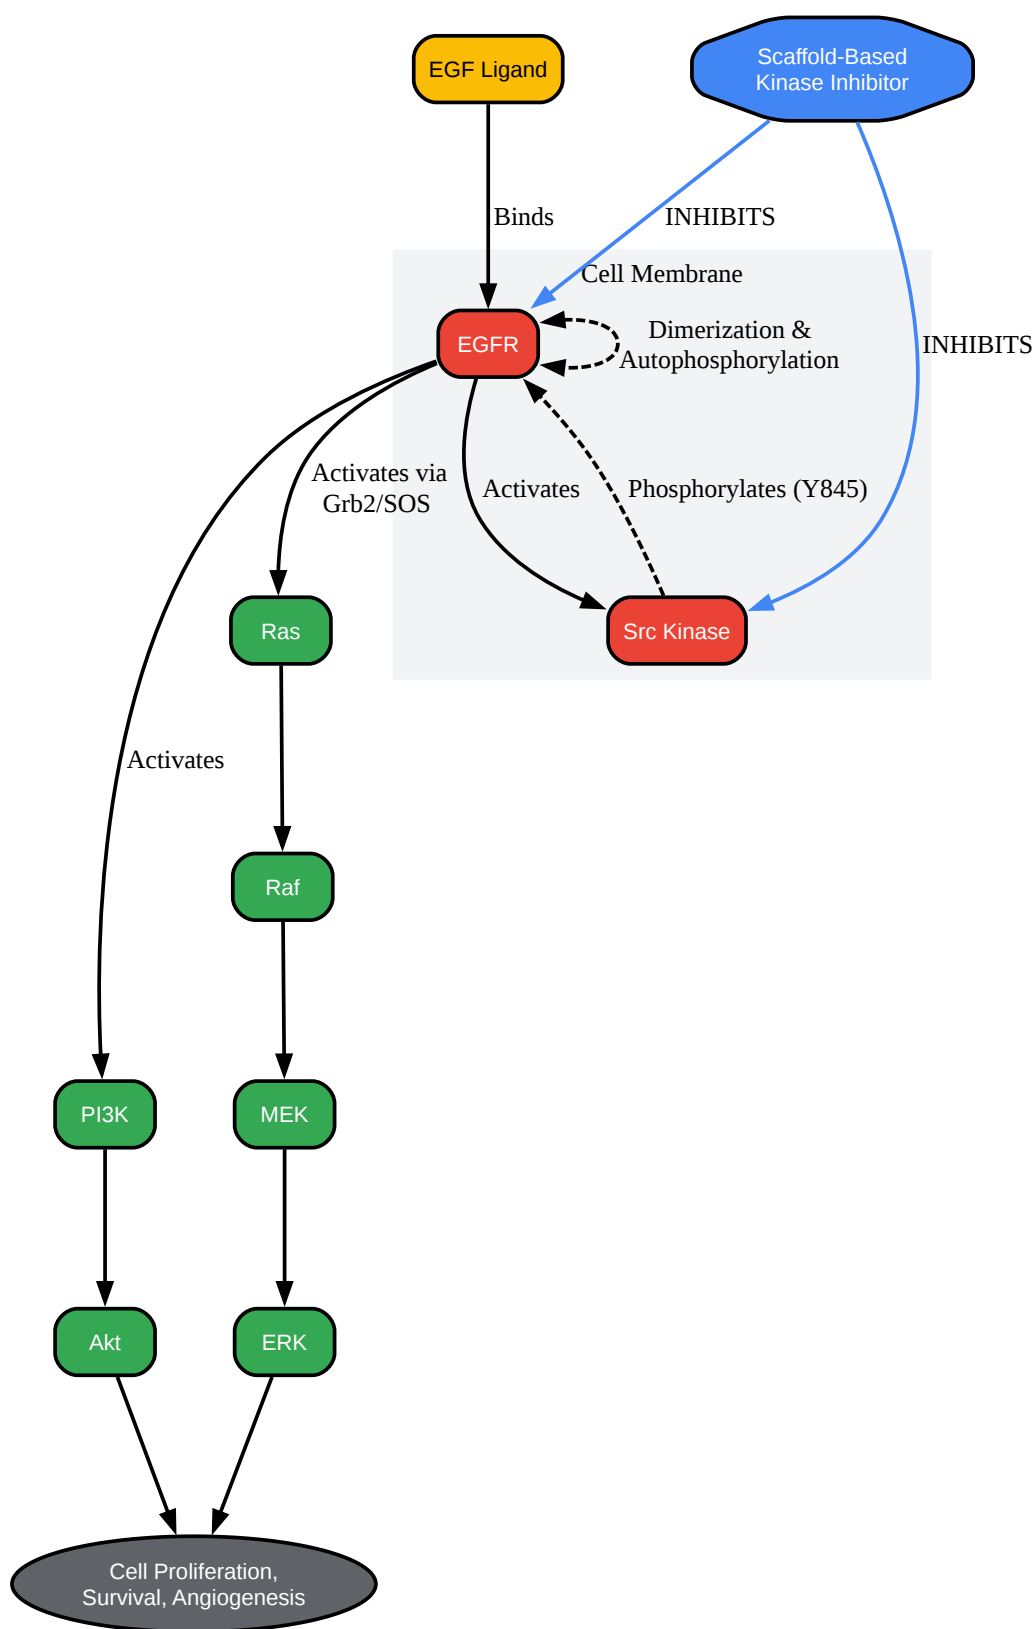 EGF Ligand
Scaffold-Based
Kinase Inhibitor
Binds
INHIBITS
Cell Membrane
EGFR
Dimerization &
Autophosphorylation
INHIBITS
Activates via
Grb2/SOS
Activates
Phosphorylates (Y845)
Ras
Src Kinase
Activates
Raf
PI3K
MEK
Akt
ERK
Cell Proliferation,
Survival, Angiogenesis